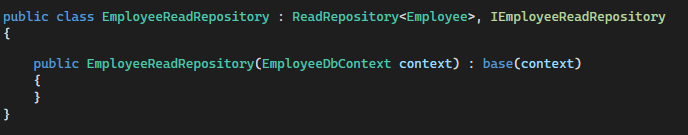 public class EmployeeReadRepository : ReadRepository<Employee>, IEmployeeReadRepository
{
public EmployeeReadRepository(EmployeeDbContext context) : base(context)
{
}
}